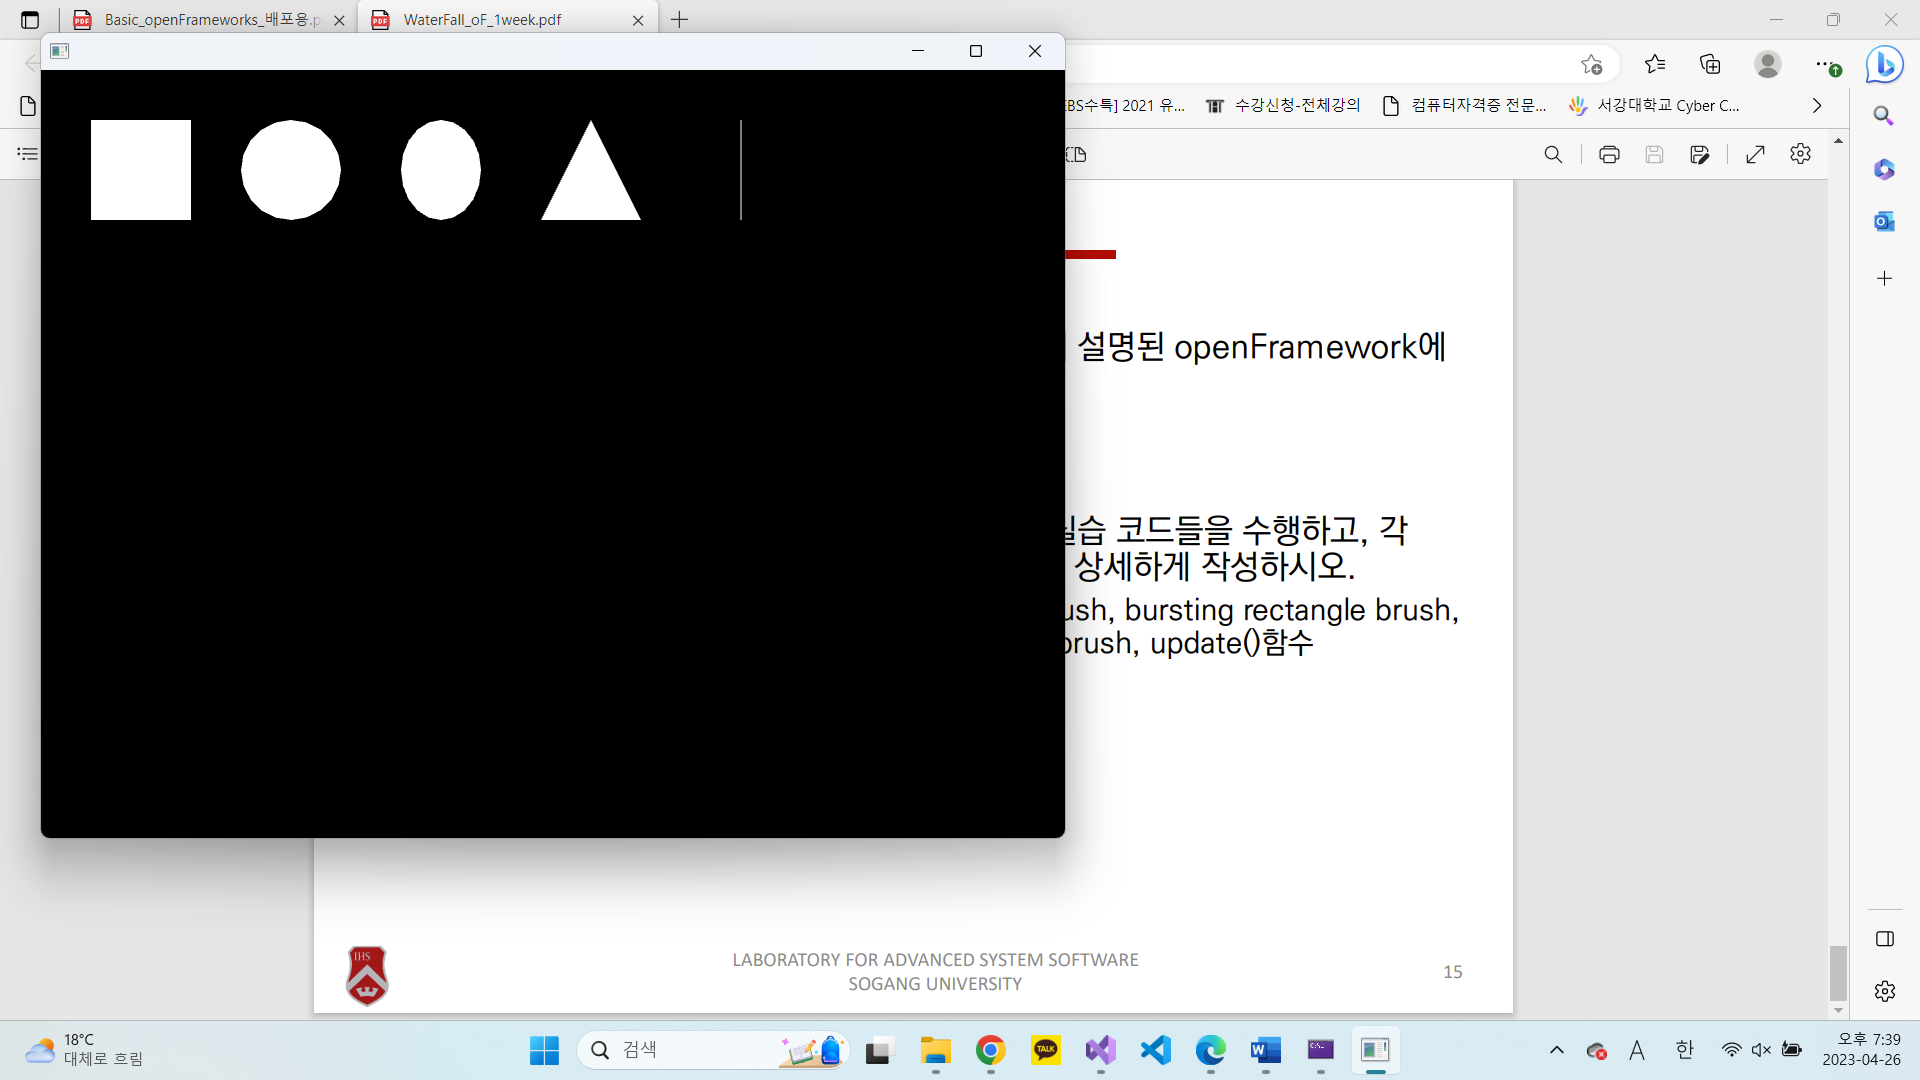 Basic_openFrameworks_배포용.p
WaterFall_oF_1week.pdf
EBS수특] 2021 유...
수강신청-전체강의
컴퓨터자격증 전문...
서강대학교 Cyber C...
설명된 openFramework에
실습 코드들을 수행하고, 각
상세하게 작성하시오.
ush, bursting rectangle brush,
brush, update()함수
IHS
LABORATORY FOR ADVANCED SYSTEM SOFTWARE
SOGANG UNIVERSITY
15
18°C
대체로 흐림
검색
TALK
A
한
오후 7:39
2023-04-26